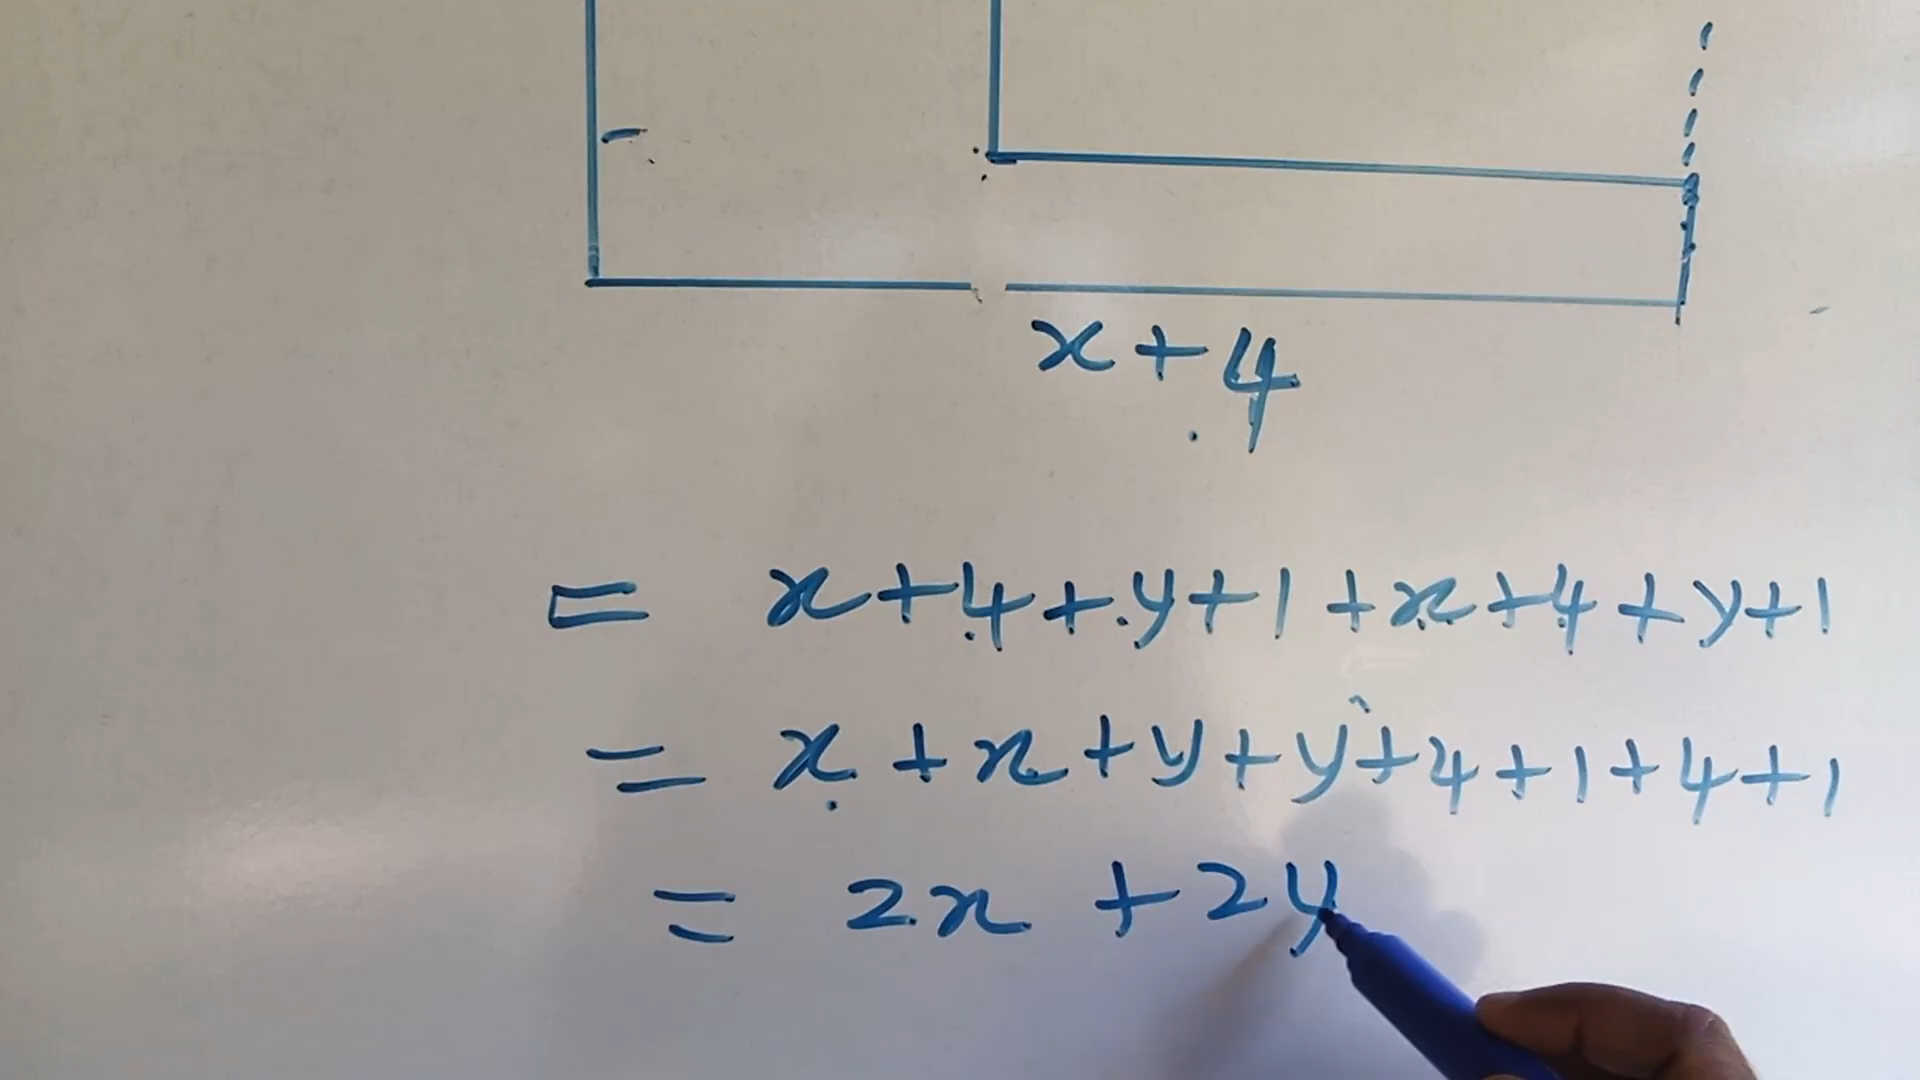 x + 4
= x + 4 + y + 1 + x + 4 + y + 1
= x + x + y + y + 4 + 1 + 4 + 1
= 2x + 2y